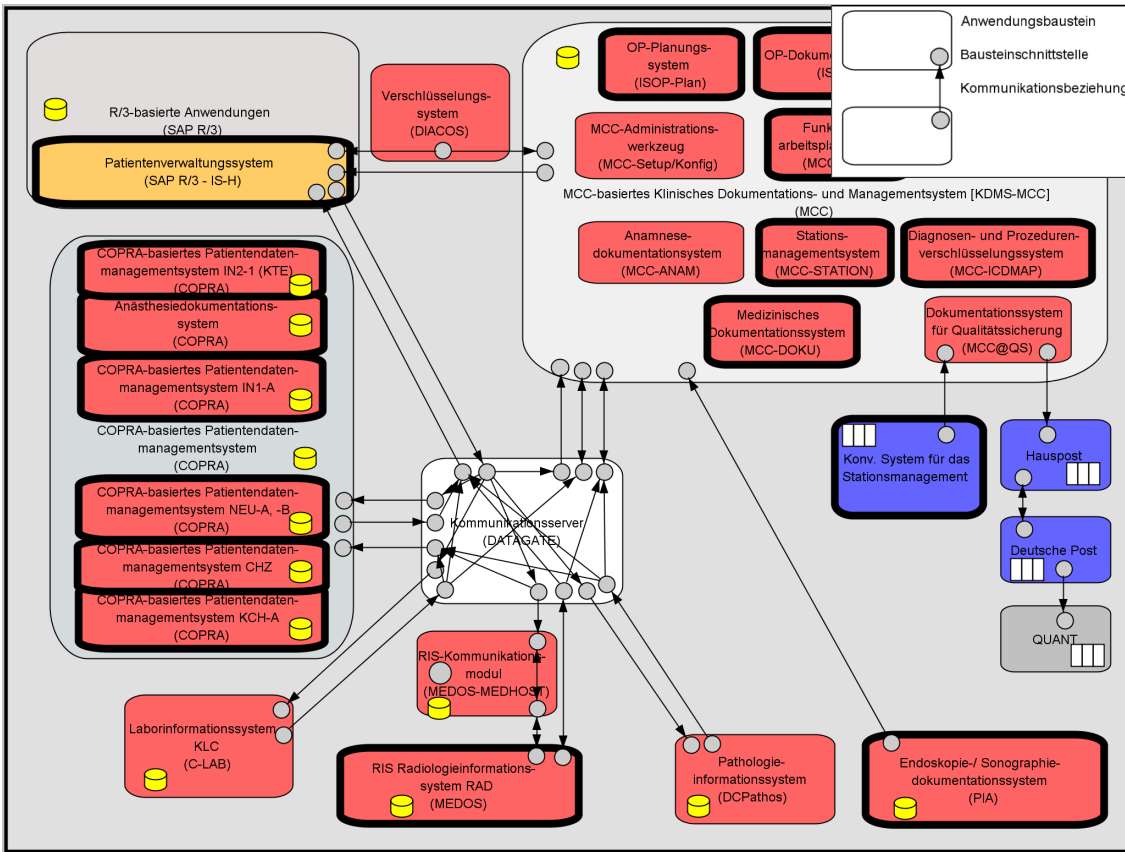 Anwendungsbaustein
Bausteinschnittstelle
Kommunikationsbeziehung
R/3-basierte Anwendungen
(SAP R/3)
Patientenverwaltungssystem
(SAP R/3 - IS-H)
Verschlüsselungs-
system
(DIACOS)
OP-Planungs-
system
(ISOP-Plan)
MCC-Administrations-
werkzeug
(MCC-Setup/Konfig)
MCC-basiertes Klinisches Dokumentations- und Managementsystem [KDMS-MCC]
(MCC)
Anamnese-
dokumentationsystem
(MCC-ANAM)
Stations-
managementsystem
(MCC-STATION)
Diagnosen- und Prozeduren-
verschlüsselungssystem
(MCC-ICDMAP)
Medizinisches
Dokumentationssystem
(MCC-DOKU)
Dokumentationssystem
für Qualitätssicherung
(MCC@QS)
COPRA-basiertes Patientendaten-
managementsystem IN2-1 (KTE)
(COPRA)
Anästhesiedokumentations-
system
(COPRA)
COPRA-basiertes Patientendaten-
managementsystem IN1-A
(COPRA)
COPRA-basiertes Patientendaten-
managementsystem
(COPRA)
COPRA-basiertes Patientendaten-
managementsystem NEU-A, -B
(COPRA)
COPRA-basiertes Patientendaten-
managementsystem CHZ
(COPRA)
COPRA-basiertes Patientendaten-
managementsystem KCH-A
(COPRA)
Kommunikationsserver
(DATAGATE)
Konv. System für das
Stationsmanagement
Hauspost
Deutsche Post
QUANT
RIS-Kommunikations-
modul
(MEDOS-MEDHOST)
Laborinformationssystem
KLC
(C-LAB)
RIS Radiologieinformations-
system RAD
(MEDOS)
Pathologie-
informationssystem
(DCPathos)
Endoskopie-/ Sonographie-
dokumentationssystem
(PIA)